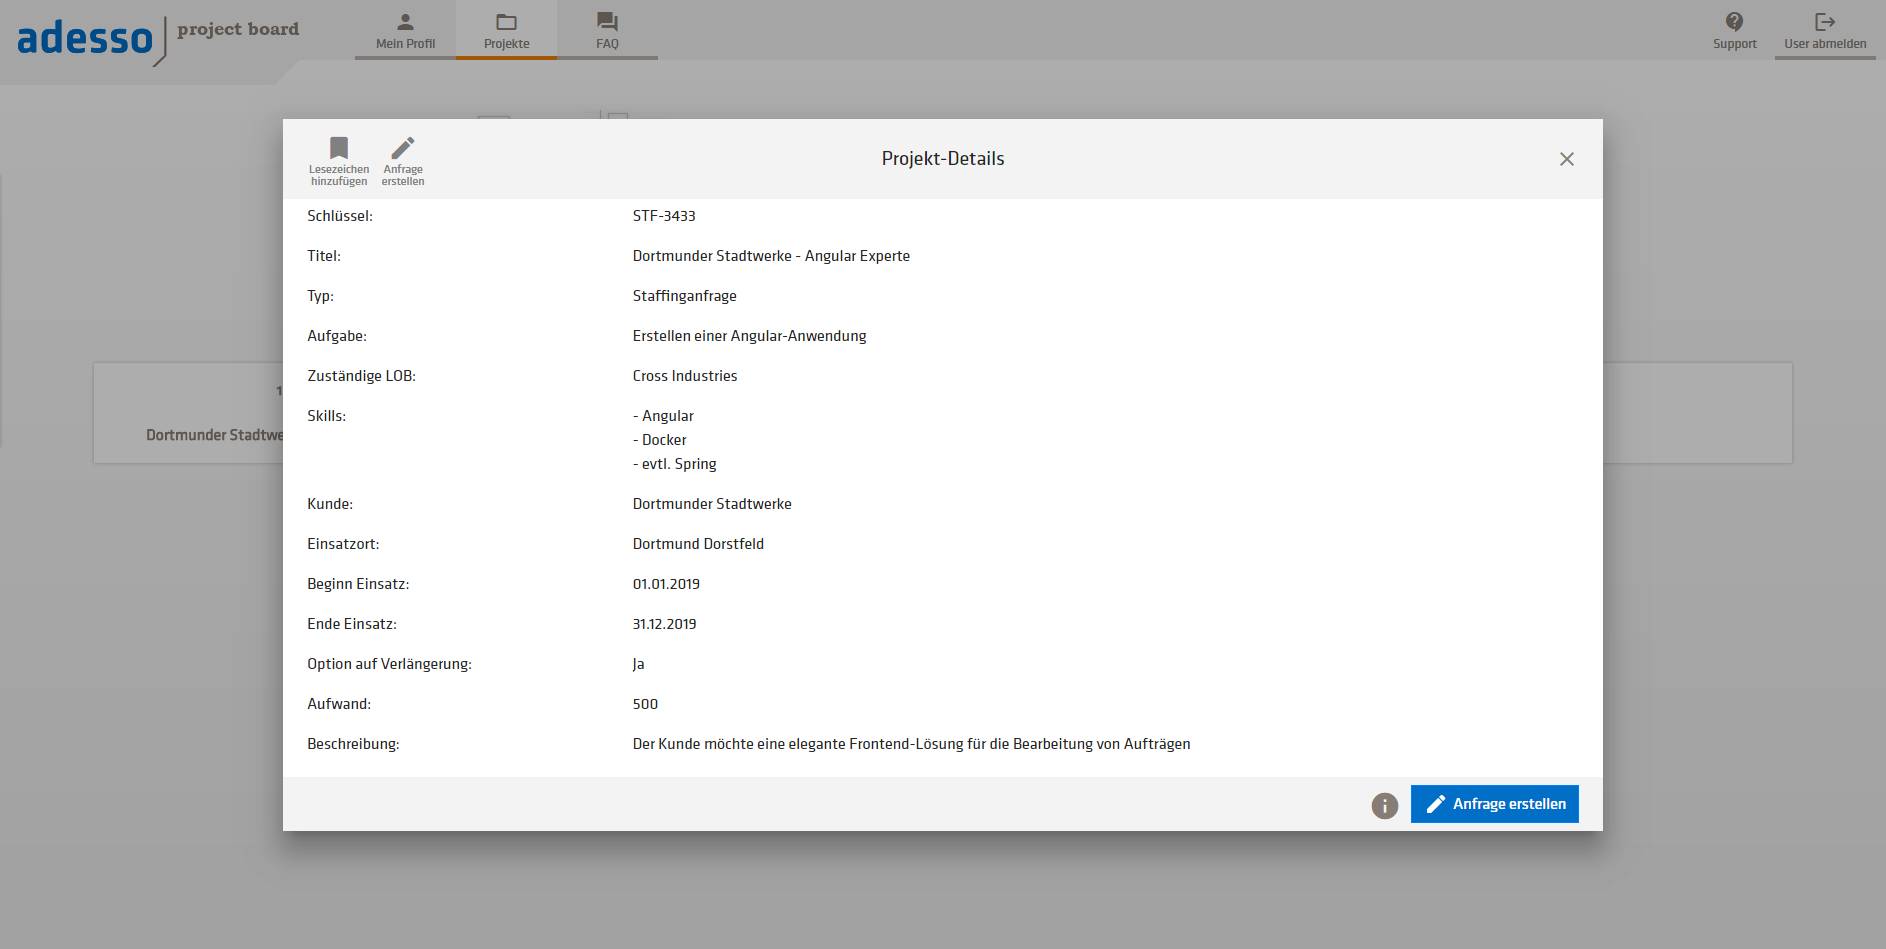 adesso project board
Mein Profil
Projekte
FAQ
Support
User abmelden
Lesezeichen hinzufügen
Anfrage erstellen
Projekt-Details
Schlüssel: STF-3433
Titel: Dortmunder Stadtwerke - Angular Experte
Typ: Staffinganfrage
Aufgabe: Erstellen einer Angular-Anwendung
Zuständige LOB: Cross Industries
Skills: - Angular
- Docker
- evtl. Spring
Kunde: Dortmunder Stadtwerke
Einsatzort: Dortmund Dorstfeld
Beginn Einsatz: 01.01.2019
Ende Einsatz: 31.12.2019
Option auf Verlängerung: Ja
Aufwand: 500
Beschreibung: Der Kunde möchte eine elegante Frontend-Lösung für die Bearbeitung von Aufträgen
Anfrage erstellen
1
Dortmunder Stadtwe